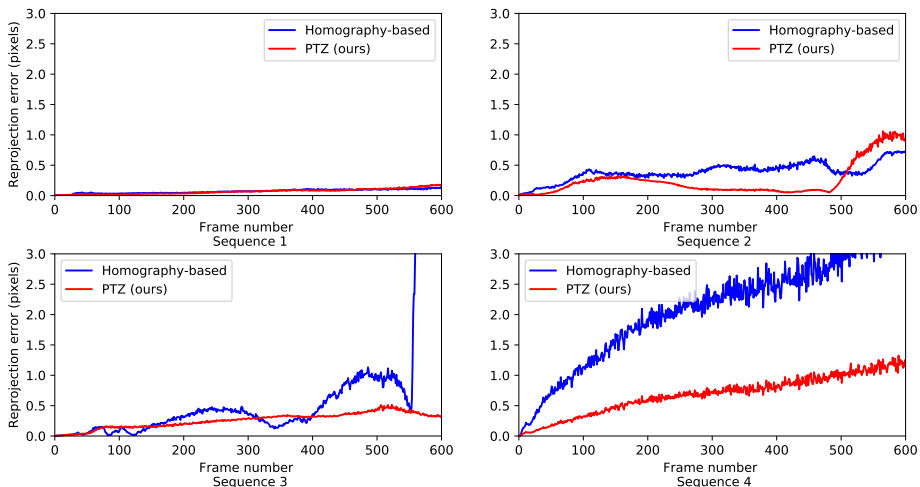 Reprojection error (pixels)
3.0
2.5
2.0
1.5
1.0
0.5
0.0
Homography-based
PTZ (ours)
0 100 200 300 400 500 600
Frame number
Sequence 1
3.0
2.5
2.0
1.5
1.0
0.5
0.0
Homography-based
PTZ (ours)
0 100 200 300 400 500 600
Frame number
Sequence 2
Reprojection error (pixels)
3.0
2.5
2.0
1.5
1.0
0.5
0.0
Homography-based
PTZ (ours)
0 100 200 300 400 500 600
Frame number
Sequence 3
3.0
2.5
2.0
1.5
1.0
0.5
0.0
Homography-based
PTZ (ours)
0 100 200 300 400 500 600
Frame number
Sequence 4